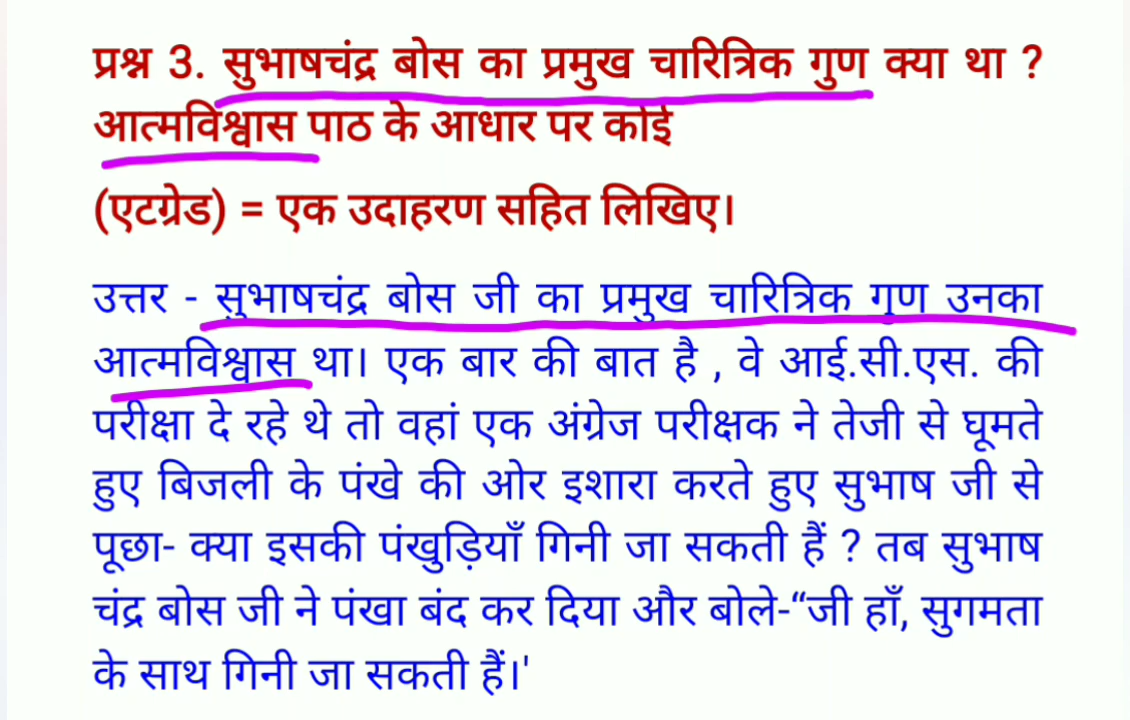 प्रश्न 3. सुभाषचंद्र बोस का प्रमुख चारित्रिक गुण क्या था ?
आत्मविश्वास पाठ के आधार पर कोई
(एटग्रेड) = एक उदाहरण सहित लिखिए।
उत्तर - सुभाषचंद्र बोस जी का प्रमुख चारित्रिक गुण उनका
आत्मविश्वास था। एक बार की बात है , वे आई.सी.एस. की
परीक्षा दे रहे थे तो वहां एक अंग्रेज परीक्षक ने तेजी से घूमते
हुए बिजली के पंखे की ओर इशारा करते हुए सुभाष जी से
पूछा- क्या इसकी पंखुड़ियाँ गिनी जा सकती हैं ? तब सुभाष
चंद्र बोस जी ने पंखा बंद कर दिया और बोले-“जी हाँ, सुगमता
के साथ गिनी जा सकती हैं।'